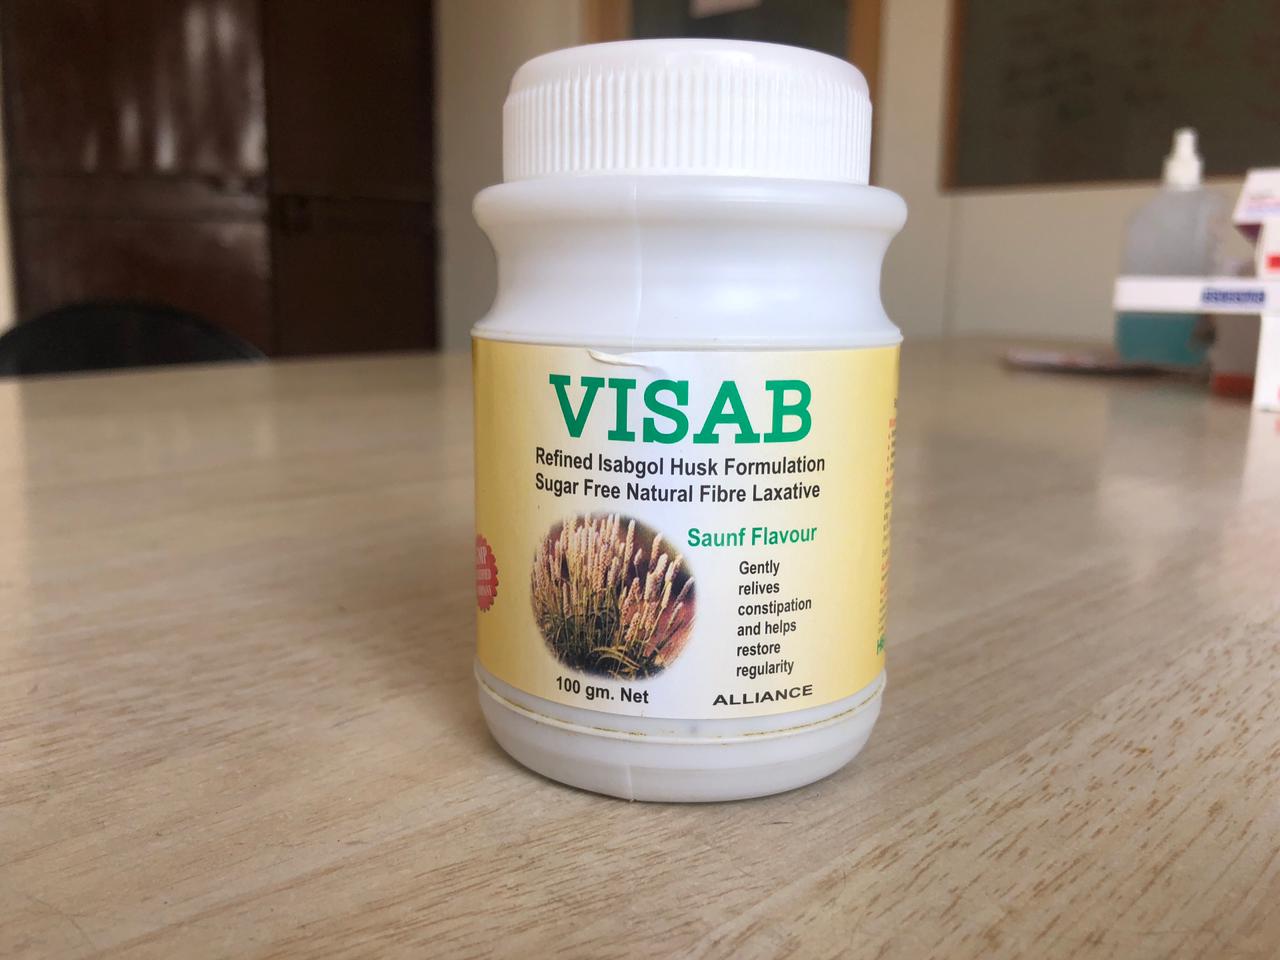 VISAB
Refined Isabgol Husk Formulation
Sugar Free Natural Fibre Laxative
Saunf Flavour
Gently
relives
constipation
and helps
restore
regularity
100 gm. Net
ALLIANCE